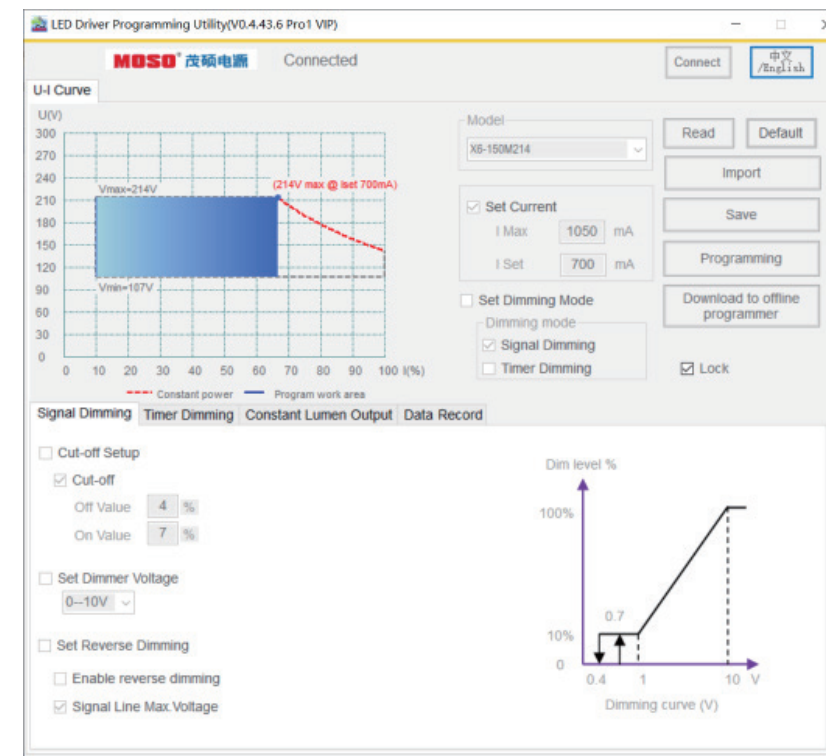 LED Driver Programming Utility(V0.4.43.6 Pro1 VIP)
MOSO® 茂硕电源
Connected
Connect
中文
/English
U-I Curve
U(V)
300
270
240
210
180
150
120
90
60
30
0
Vmax=214V
(214V max @ Iset 700mA)
Vmin=107V
0 10 20 30 40 50 60 70 80 90 100 I(%)
Constant power
Program work area
Model
X6-150M214
Set Current
I Max 1050 mA
I Set 700 mA
Set Dimming Mode
Dimming mode
Signal Dimming
Timer Dimming
Read
Default
Import
Save
Programming
Download to offline
programmer
Lock
Signal Dimming
Timer Dimming
Constant Lumen Output
Data Record
Cut-off Setup
Cut-off
Off Value 4 %
On Value 7 %
Set Dimmer Voltage
0--10V
Set Reverse Dimming
Enable reverse dimming
Signal Line Max.Voltage
Dim level %
100%
0.7
10%
0
0.4 1 10 V
Dimming curve (V)